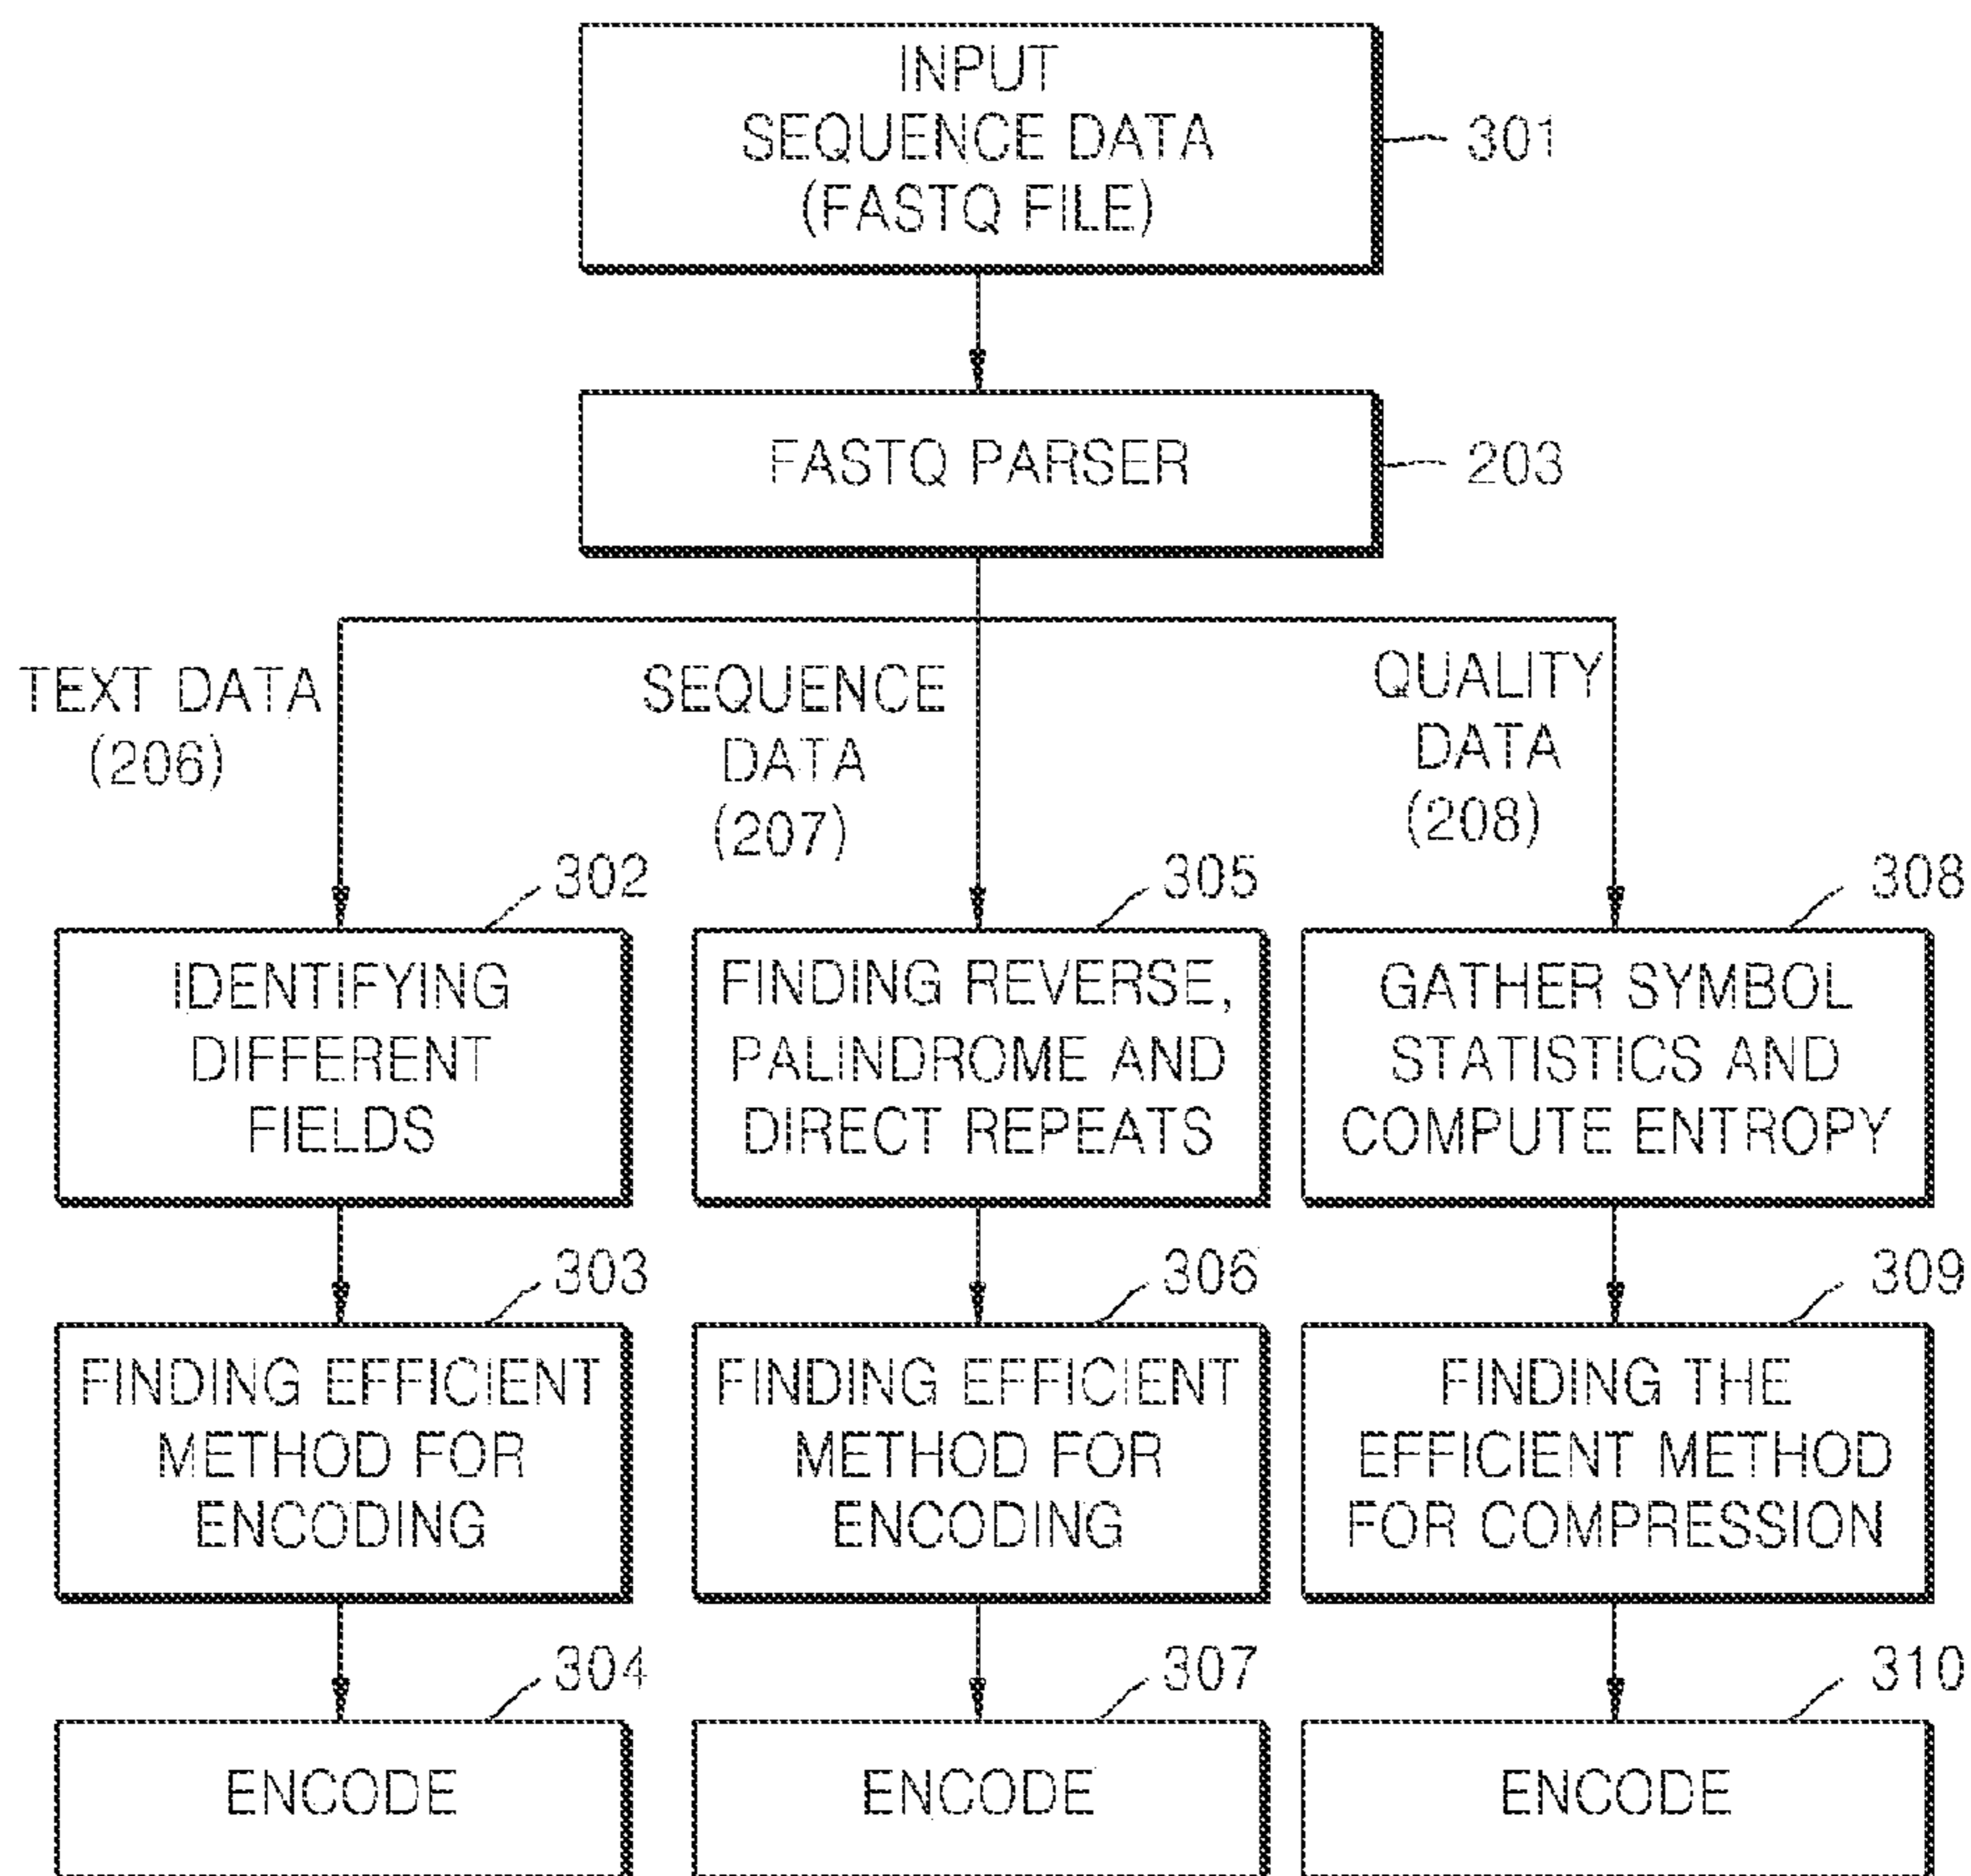 INPUT
SEQUENCE DATA
(FASTQ FILE)
301
FASTQ PARSER
203
TEXT DATA
(206)
SEQUENCE
DATA
(207)
QUALITY
DATA
(208)
302
IDENTIFYING
DIFFERENT
FIELDS
305
FINDING REVERSE,
PALINDROME AND
DIRECT REPEATS
308
GATHER SYMBOL
STATISTICS AND
COMPUTE ENTROPY
303
FINDING EFFICIENT
METHOD FOR
ENCODING
306
FINDING EFFICIENT
METHOD FOR
ENCODING
309
FINDING THE
EFFICIENT METHOD
FOR COMPRESSION
304
ENCODE
307
ENCODE
310
ENCODE